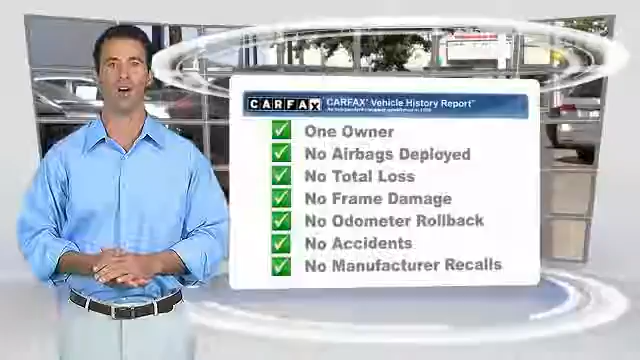 CARFAX CARFAX Vehicle History Report™
One Owner
No Airbags Deployed
No Total Loss
No Frame Damage
No Odometer Rollback
No Accidents
No Manufacturer Recalls